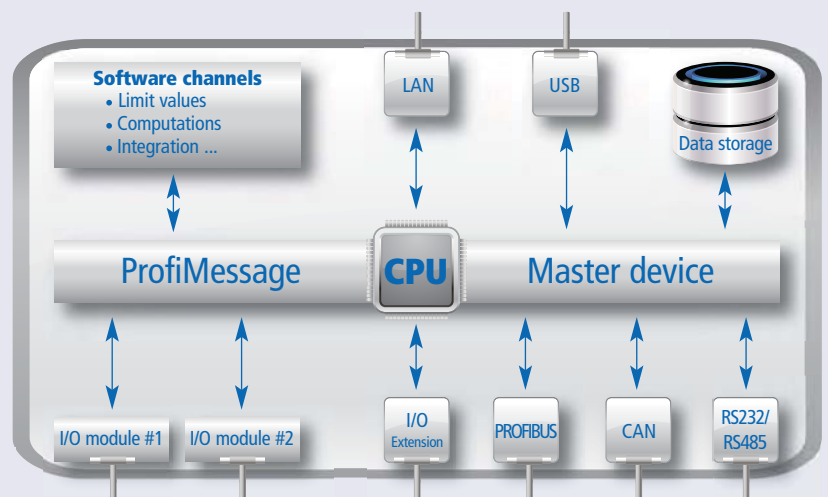 Software channels
• Limit values
• Computations
• Integration ...
LAN
USB
Data storage
ProfiMessage
CPU
Master device
I/O module #1
I/O module #2
I/O
Extension
PROFIBUS
CAN
RS232/
RS485